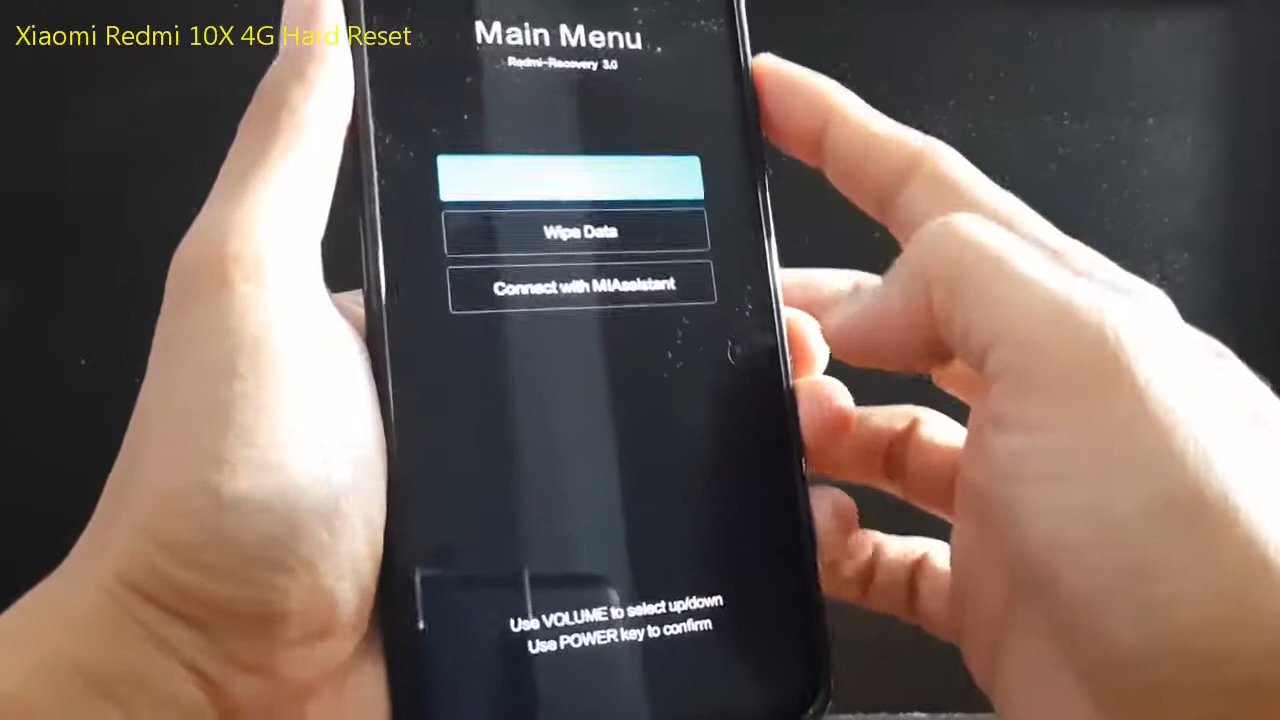 Xiaomi Redmi 10X 4G Hard Reset
Main Menu
Redmi-Recovery 3.0
Wipe Data
Connect with MIAssistant
Use VOLUME to select up/down
Use POWER key to confirm